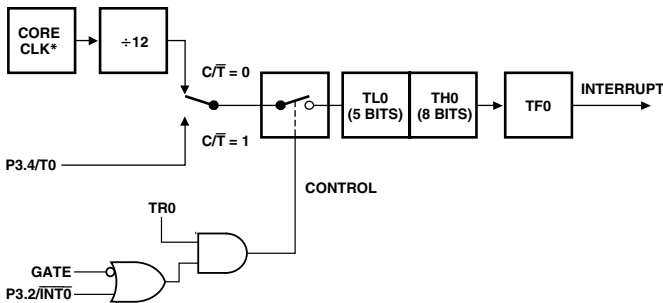 CORE
CLK*
÷12
C/T̅ = 0
TL0
(5 BITS)
TH0
(8 BITS)
TF0
INTERRUPT
C/T̅ = 1
P3.4/T0
CONTROL
TR0
GATE
P3.2/I̅N̅T̅0̅